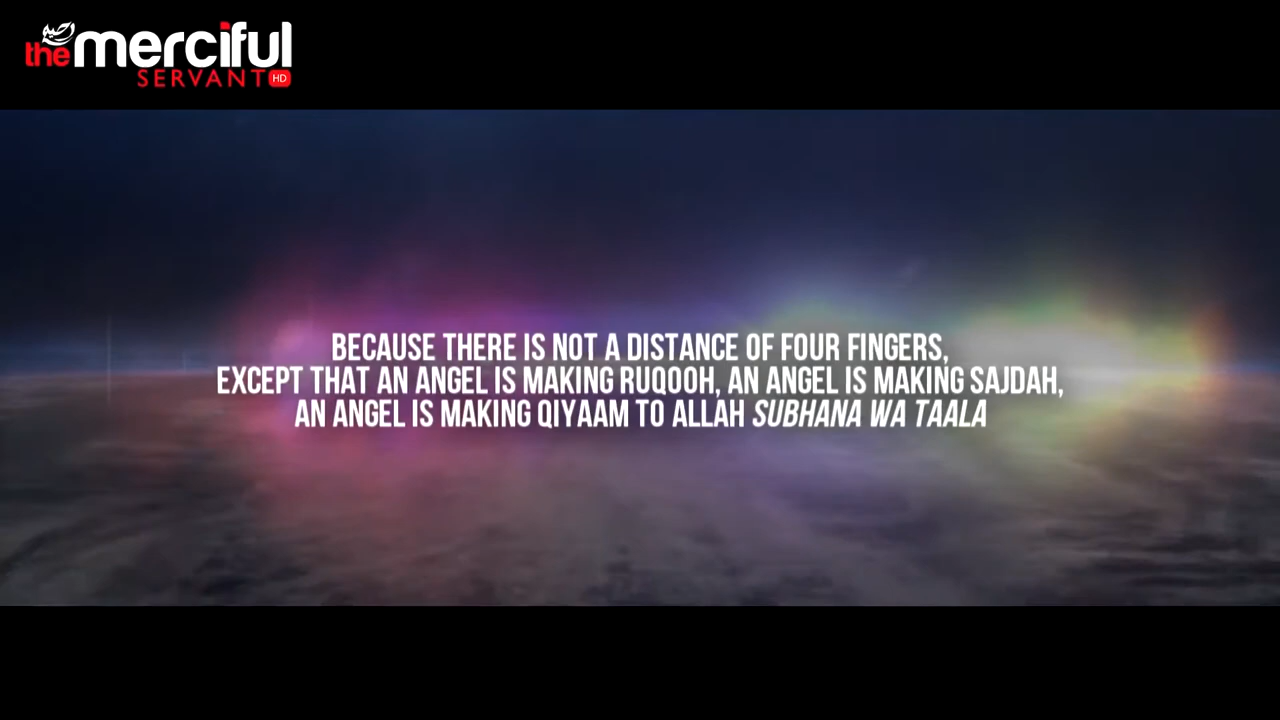 the merciful
SERVANT HD
BECAUSE THERE IS NOT A DISTANCE OF FOUR FINGERS,
EXCEPT THAT AN ANGEL IS MAKING RUQOOH, AN ANGEL IS MAKING SAJDAH,
AN ANGEL IS MAKING QIYAAM TO ALLAH SUBHANA WA TAALA